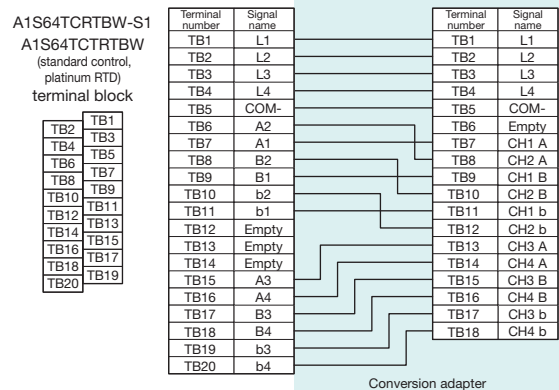 A1S64TCRTBW-S1
A1S64TCTRTBW
(standard control,
platinum RTD)
terminal block
TB1
TB2
TB3
TB4
TB5
TB6
TB7
TB8
TB9
TB10
TB11
TB12
TB13
TB14
TB15
TB16
TB17
TB18
TB19
TB20
Terminal number Signal name
TB1 L1
TB2 L2
TB3 L3
TB4 L4
TB5 COM-
TB6 A2
TB7 A1
TB8 B2
TB9 B1
TB10 b2
TB11 b1
TB12 Empty
TB13 Empty
TB14 Empty
TB15 A3
TB16 A4
TB17 B3
TB18 B4
TB19 b3
TB20 b4
Terminal number Signal name
TB1 L1
TB2 L2
TB3 L3
TB4 L4
TB5 COM-
TB6 Empty
TB7 CH1 A
TB8 CH2 A
TB9 CH1 B
TB10 CH2 B
TB11 CH1 b
TB12 CH2 b
TB13 CH3 A
TB14 CH4 A
TB15 CH3 B
TB16 CH4 B
TB17 CH3 b
TB18 CH4 b
Conversion adapter